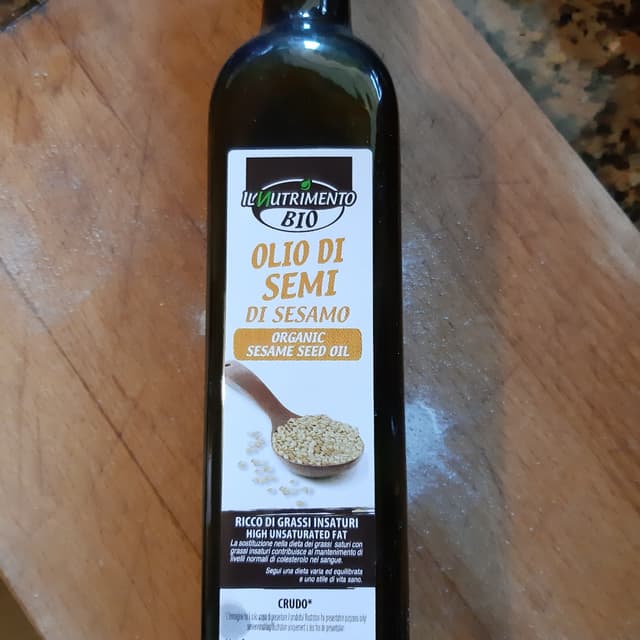 IL NUTRIMENTO
BIO
OLIO DI
SEMI
DI SESAMO
ORGANIC
SESAME SEED OIL
RICCO DI GRASSI INSATURI
HIGH UNSATURATED FAT
La sostituzione nella dieta dei grassi saturi con
grassi insaturi contribuisce al mantenimento di
livelli normali di colesterolo nel sangue.
Segui una dieta varia ed equilibrata
e uno stile di vita sano.
CRUDO*